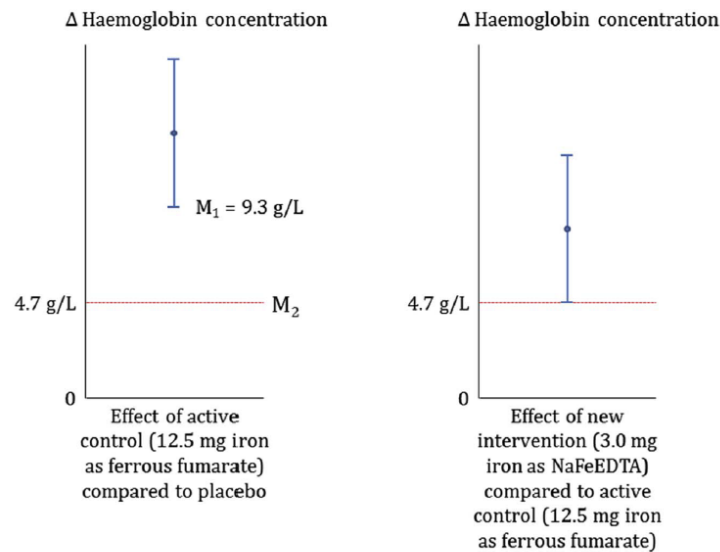 Δ Haemoglobin concentration
M₁ = 9.3 g/L
4.7 g/L
M₂
0
Effect of active
control (12.5 mg iron
as ferrous fumarate)
compared to placebo
Δ Haemoglobin concentration
4.7 g/L
0
Effect of new
intervention (3.0 mg
iron as NaFeEDTA)
compared to active
control (12.5 mg iron
as ferrous fumarate)